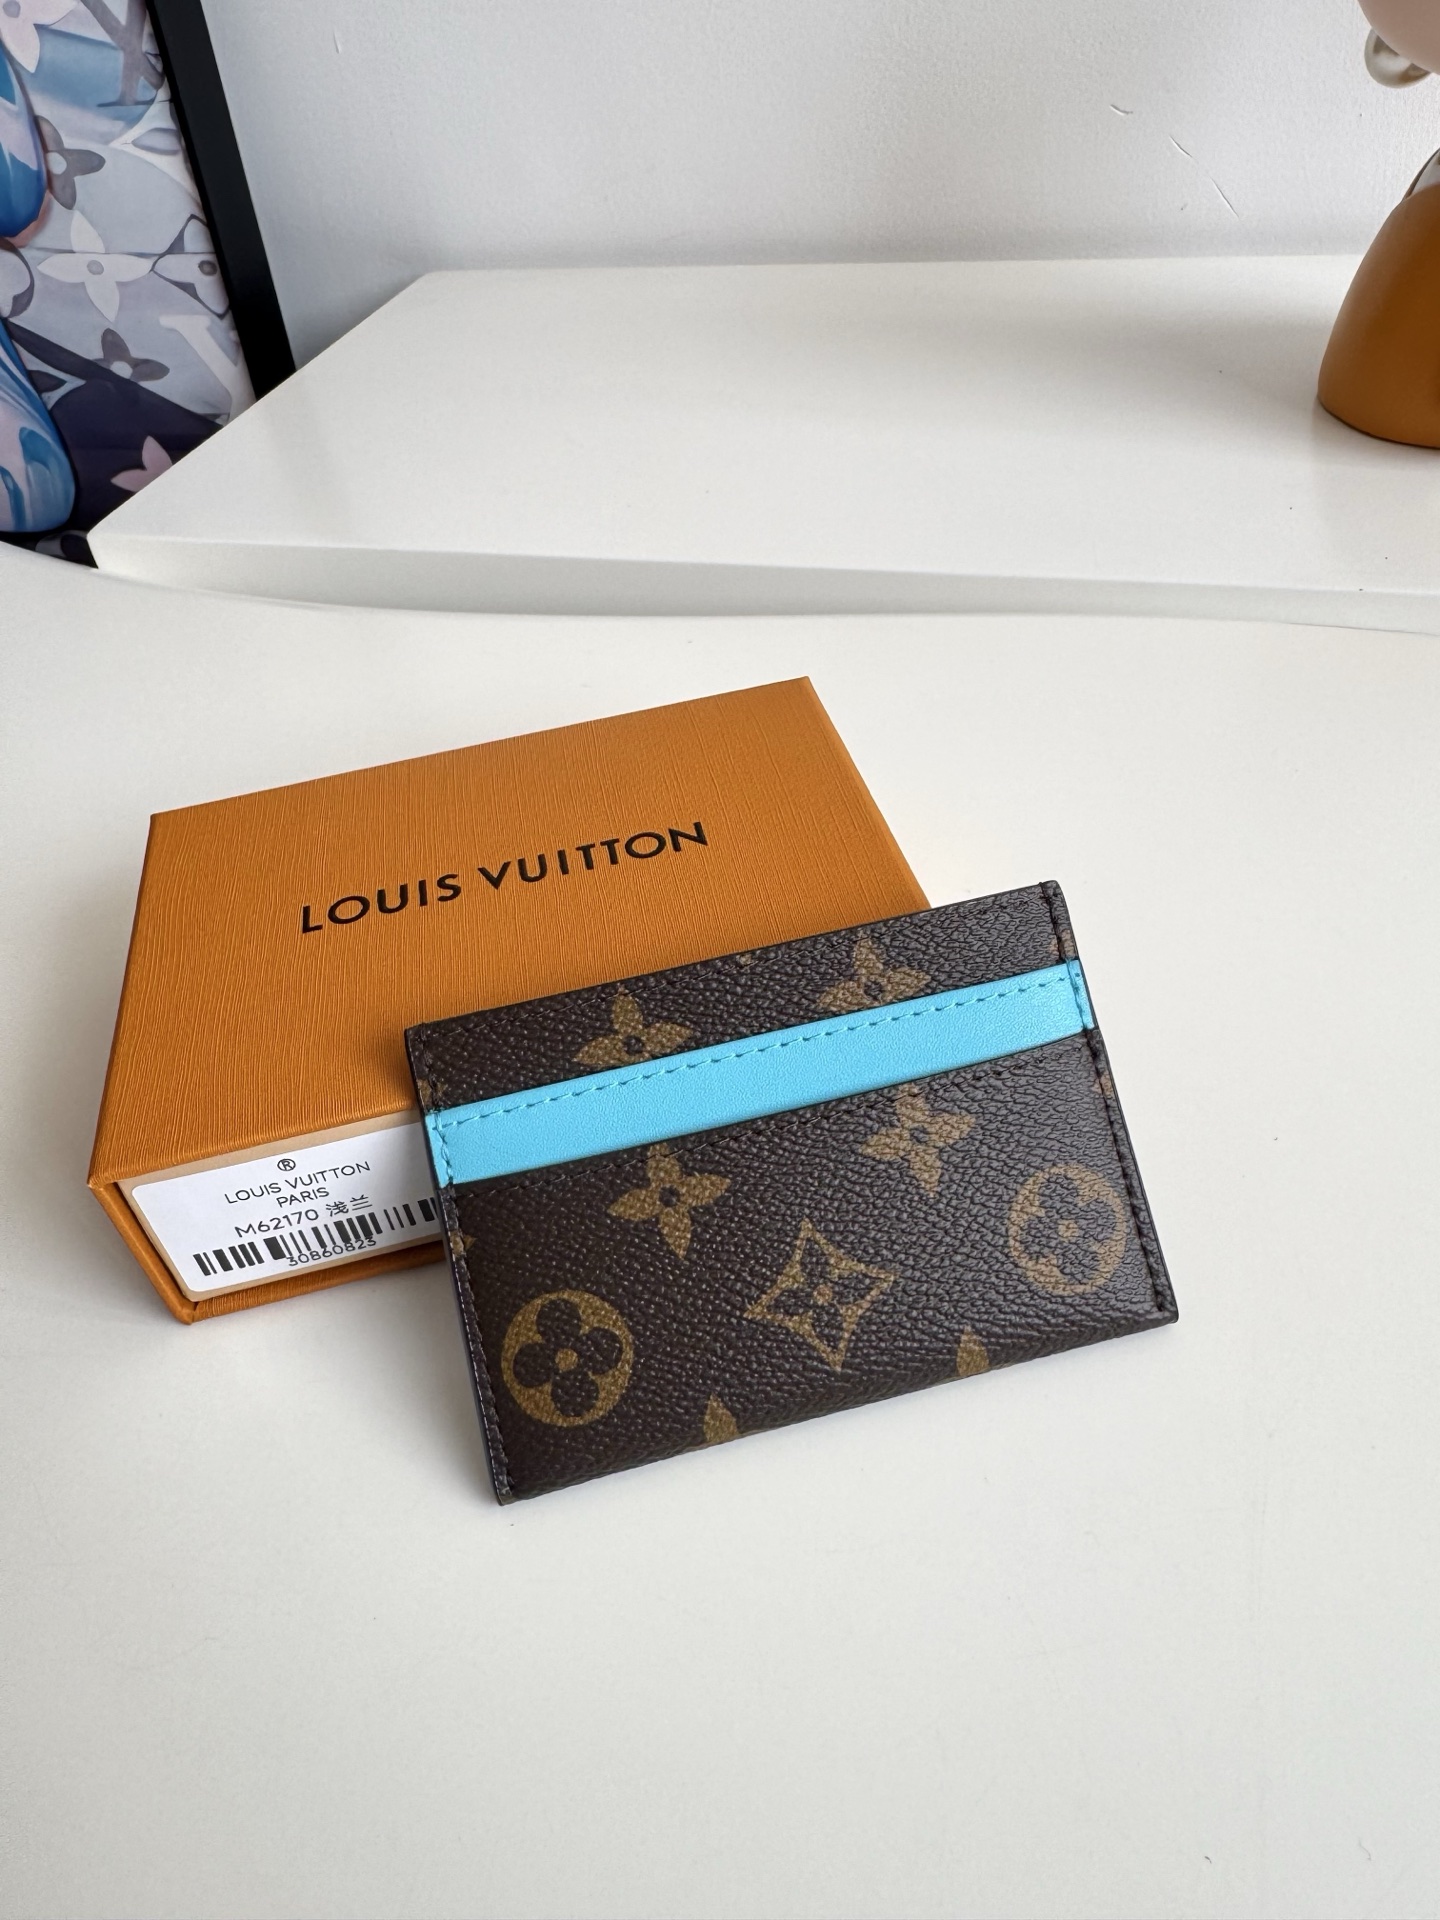 LOUIS VUITTON
®
LOUIS VUITTON
PARIS
M62170 浅兰
30860823